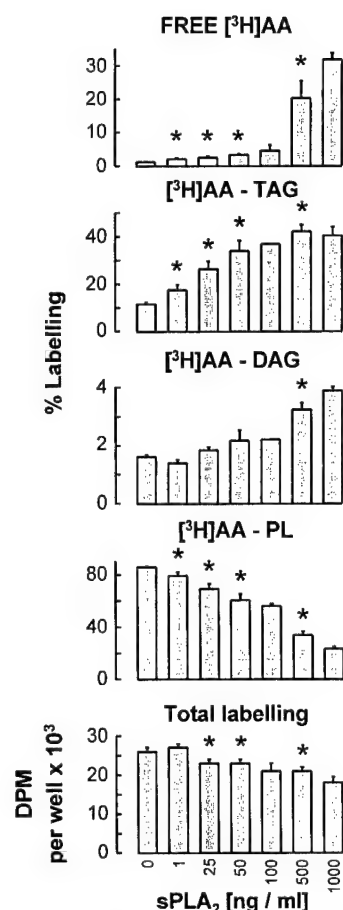 FREE [³H]AA
30
20
10
0
* * * *
[³H]AA - TAG
40
20
0
* * * *
[³H]AA - DAG
4
2
0
*
[³H]AA - PL
80
40
0
* * * *
% Labelling
Total labelling
30
20
10
0
* * *
DPM
per well x 10³
0 1 25 50 100 500 1000
sPLA₂ [ng / ml]